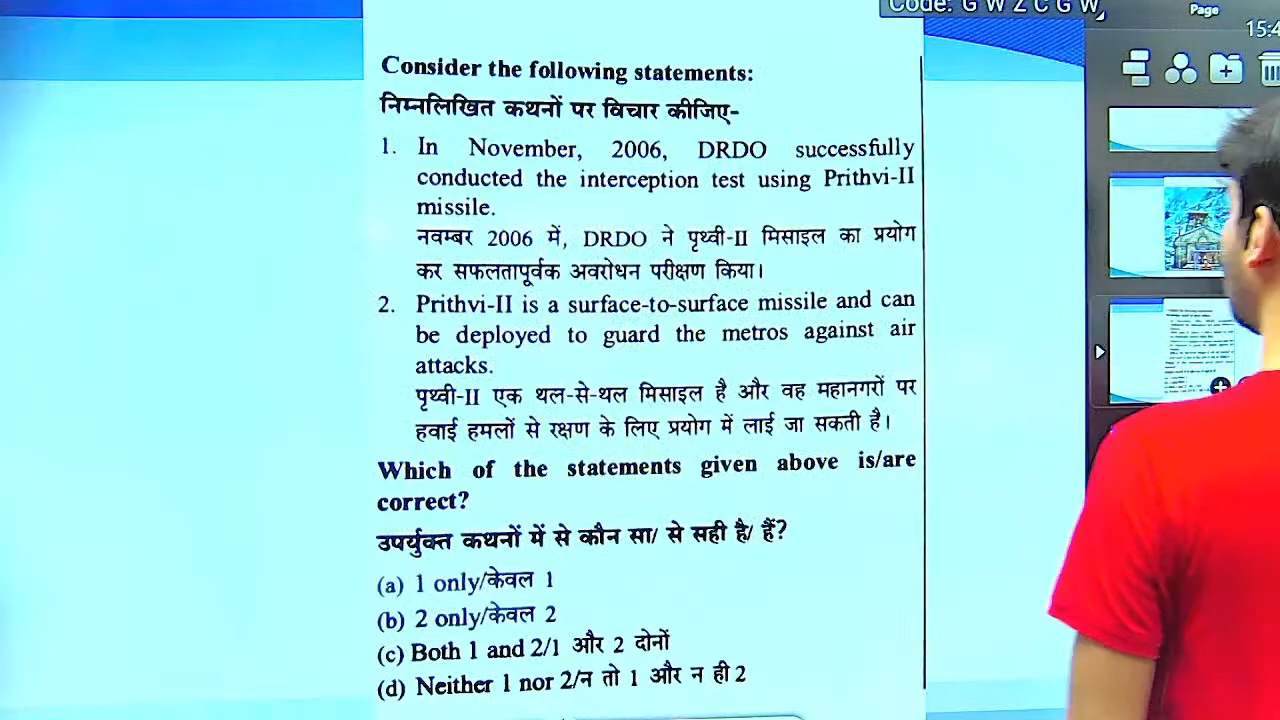 Code: G W Z C G W
Page
15:4
Consider the following statements:
निम्नलिखित कथनों पर विचार कीजिए-
1. In November, 2006, DRDO successfully
conducted the interception test using Prithvi-II
missile.
नवम्बर 2006 में, DRDO ने पृथ्वी-II मिसाइल का प्रयोग
कर सफलतापूर्वक अवरोधन परीक्षण किया।
2. Prithvi-II is a surface-to-surface missile and can
be deployed to guard the metros against air
attacks.
पृथ्वी-II एक थल-से-थल मिसाइल है और वह महानगरों पर
हवाई हमलों से रक्षण के लिए प्रयोग में लाई जा सकती है।
Which of the statements given above is/are
correct?
उपर्युक्त कथनों में से कौन सा/ से सही है/ हैं?
(a) 1 only/केवल 1
(b) 2 only/केवल 2
(c) Both 1 and 2/1 और 2 दोनों
(d) Neither 1 nor 2/न तो 1 और न ही 2